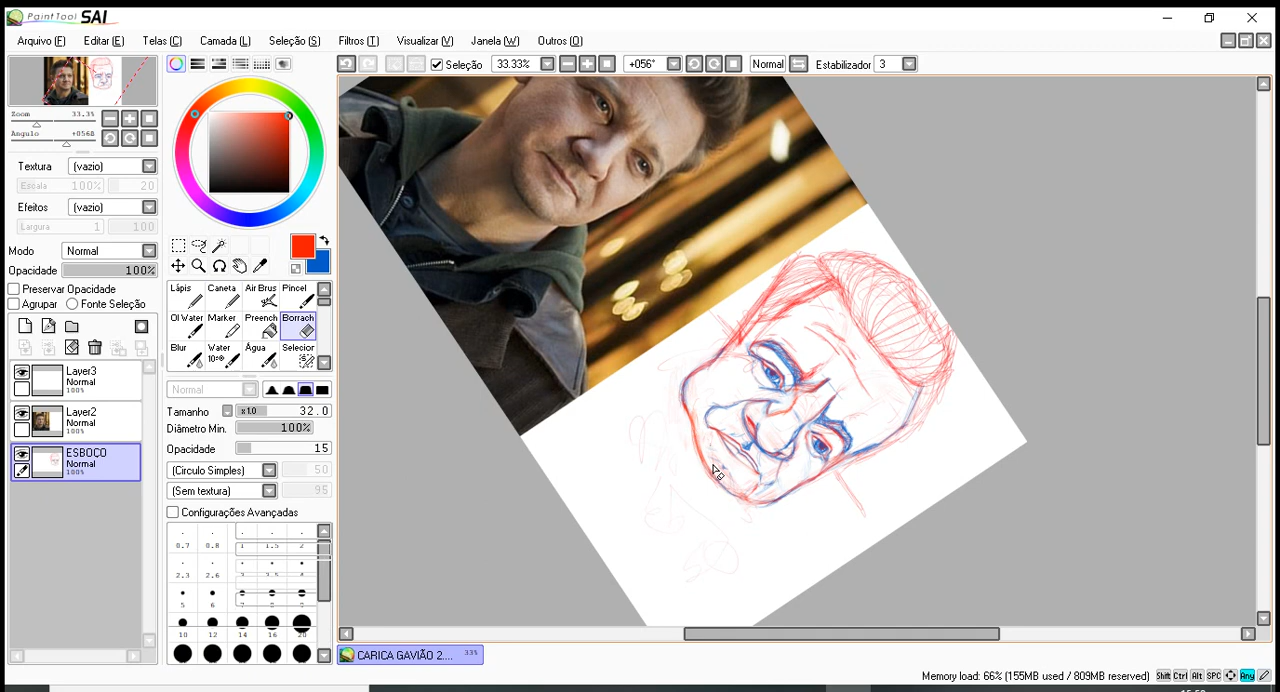 PaintTool SAI
Arquivo (F) Editar (E) Telas (C) Camada (L) Seleção (S) Filtros (T) Visualizar (V) Janela (W) Outros (O)
Seleção 33.33% +056° Normal Estabilizador 3
Zoom 33.3%
Angulo +056B
Textura (vazio)
Escala 100% 20
Efeitos (vazio)
Largura 1 100
Modo Normal
Opacidade 100%
Preservar Opacidade
Agrupar Fonte Seleção
Layer3
Normal
100%
Layer2
Normal
100%
ESBOÇO
Normal
100%
Lápis Caneta Air Brus Pincel
Ol Water Marker Preench Borrach
Blur Water Água Selecior
10
Normal
Tamanho x1.0 32.0
Diâmetro Min. 100%
Opacidade 15
(Circulo Simples) 50
(Sem textura) 95
Configurações Avançadas
0.7 0.8 1 1.5 2
2.3 2.6 3 3.5 4
5 6 7 8 9
10 12 14 16 20
CARICA GAVIÃO 2.... 33%
Memory load: 66% (155MB used / 809MB reserved) Shift Ctrl Alt SPC Any